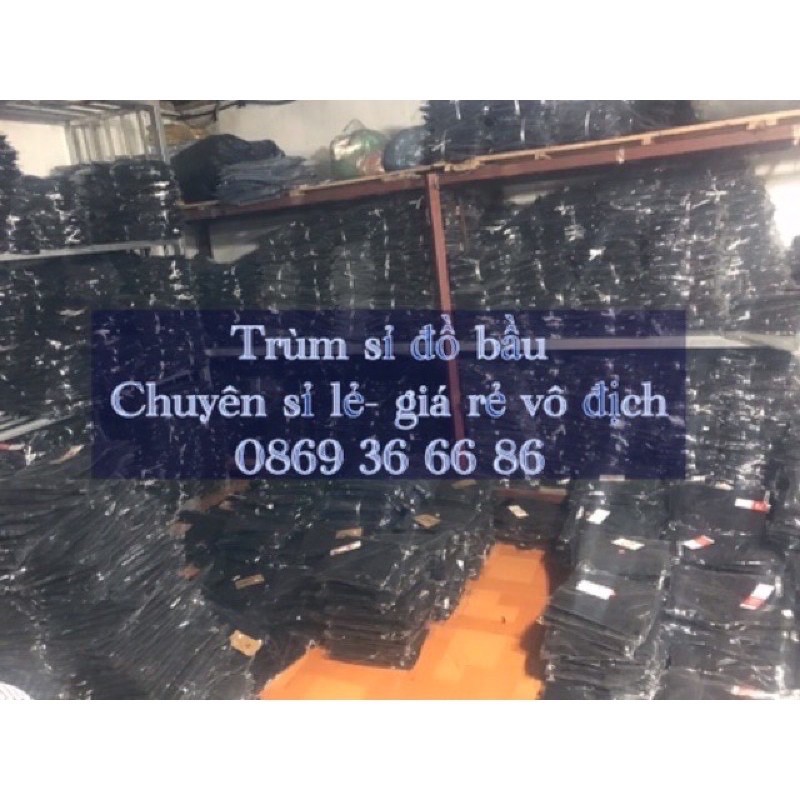 Trùm sỉ đồ bầu
Chuyên sỉ lẻ- giá rẻ vô địch
0869 36 66 86